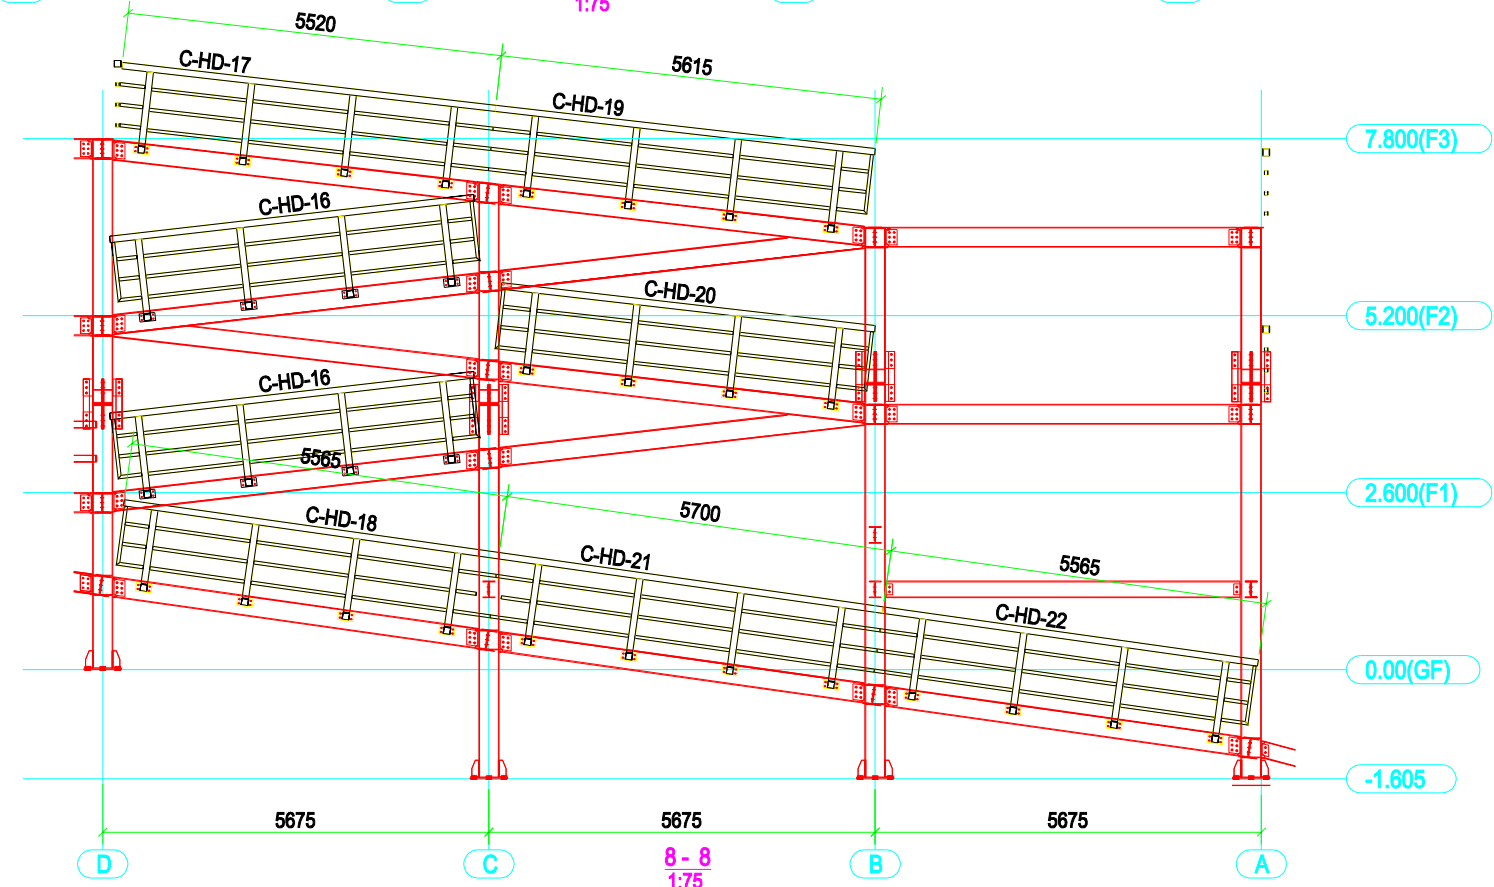 1:75
5520
5615
C-HD-17
C-HD-19
7.800(F3)
C-HD-16
C-HD-20
5.200(F2)
C-HD-16
5565
2.600(F1)
5700
C-HD-18
C-HD-21
5565
C-HD-22
0.00(GF)
-1.605
5675
5675
5675
D
C
8 - 8
B
A
1:75